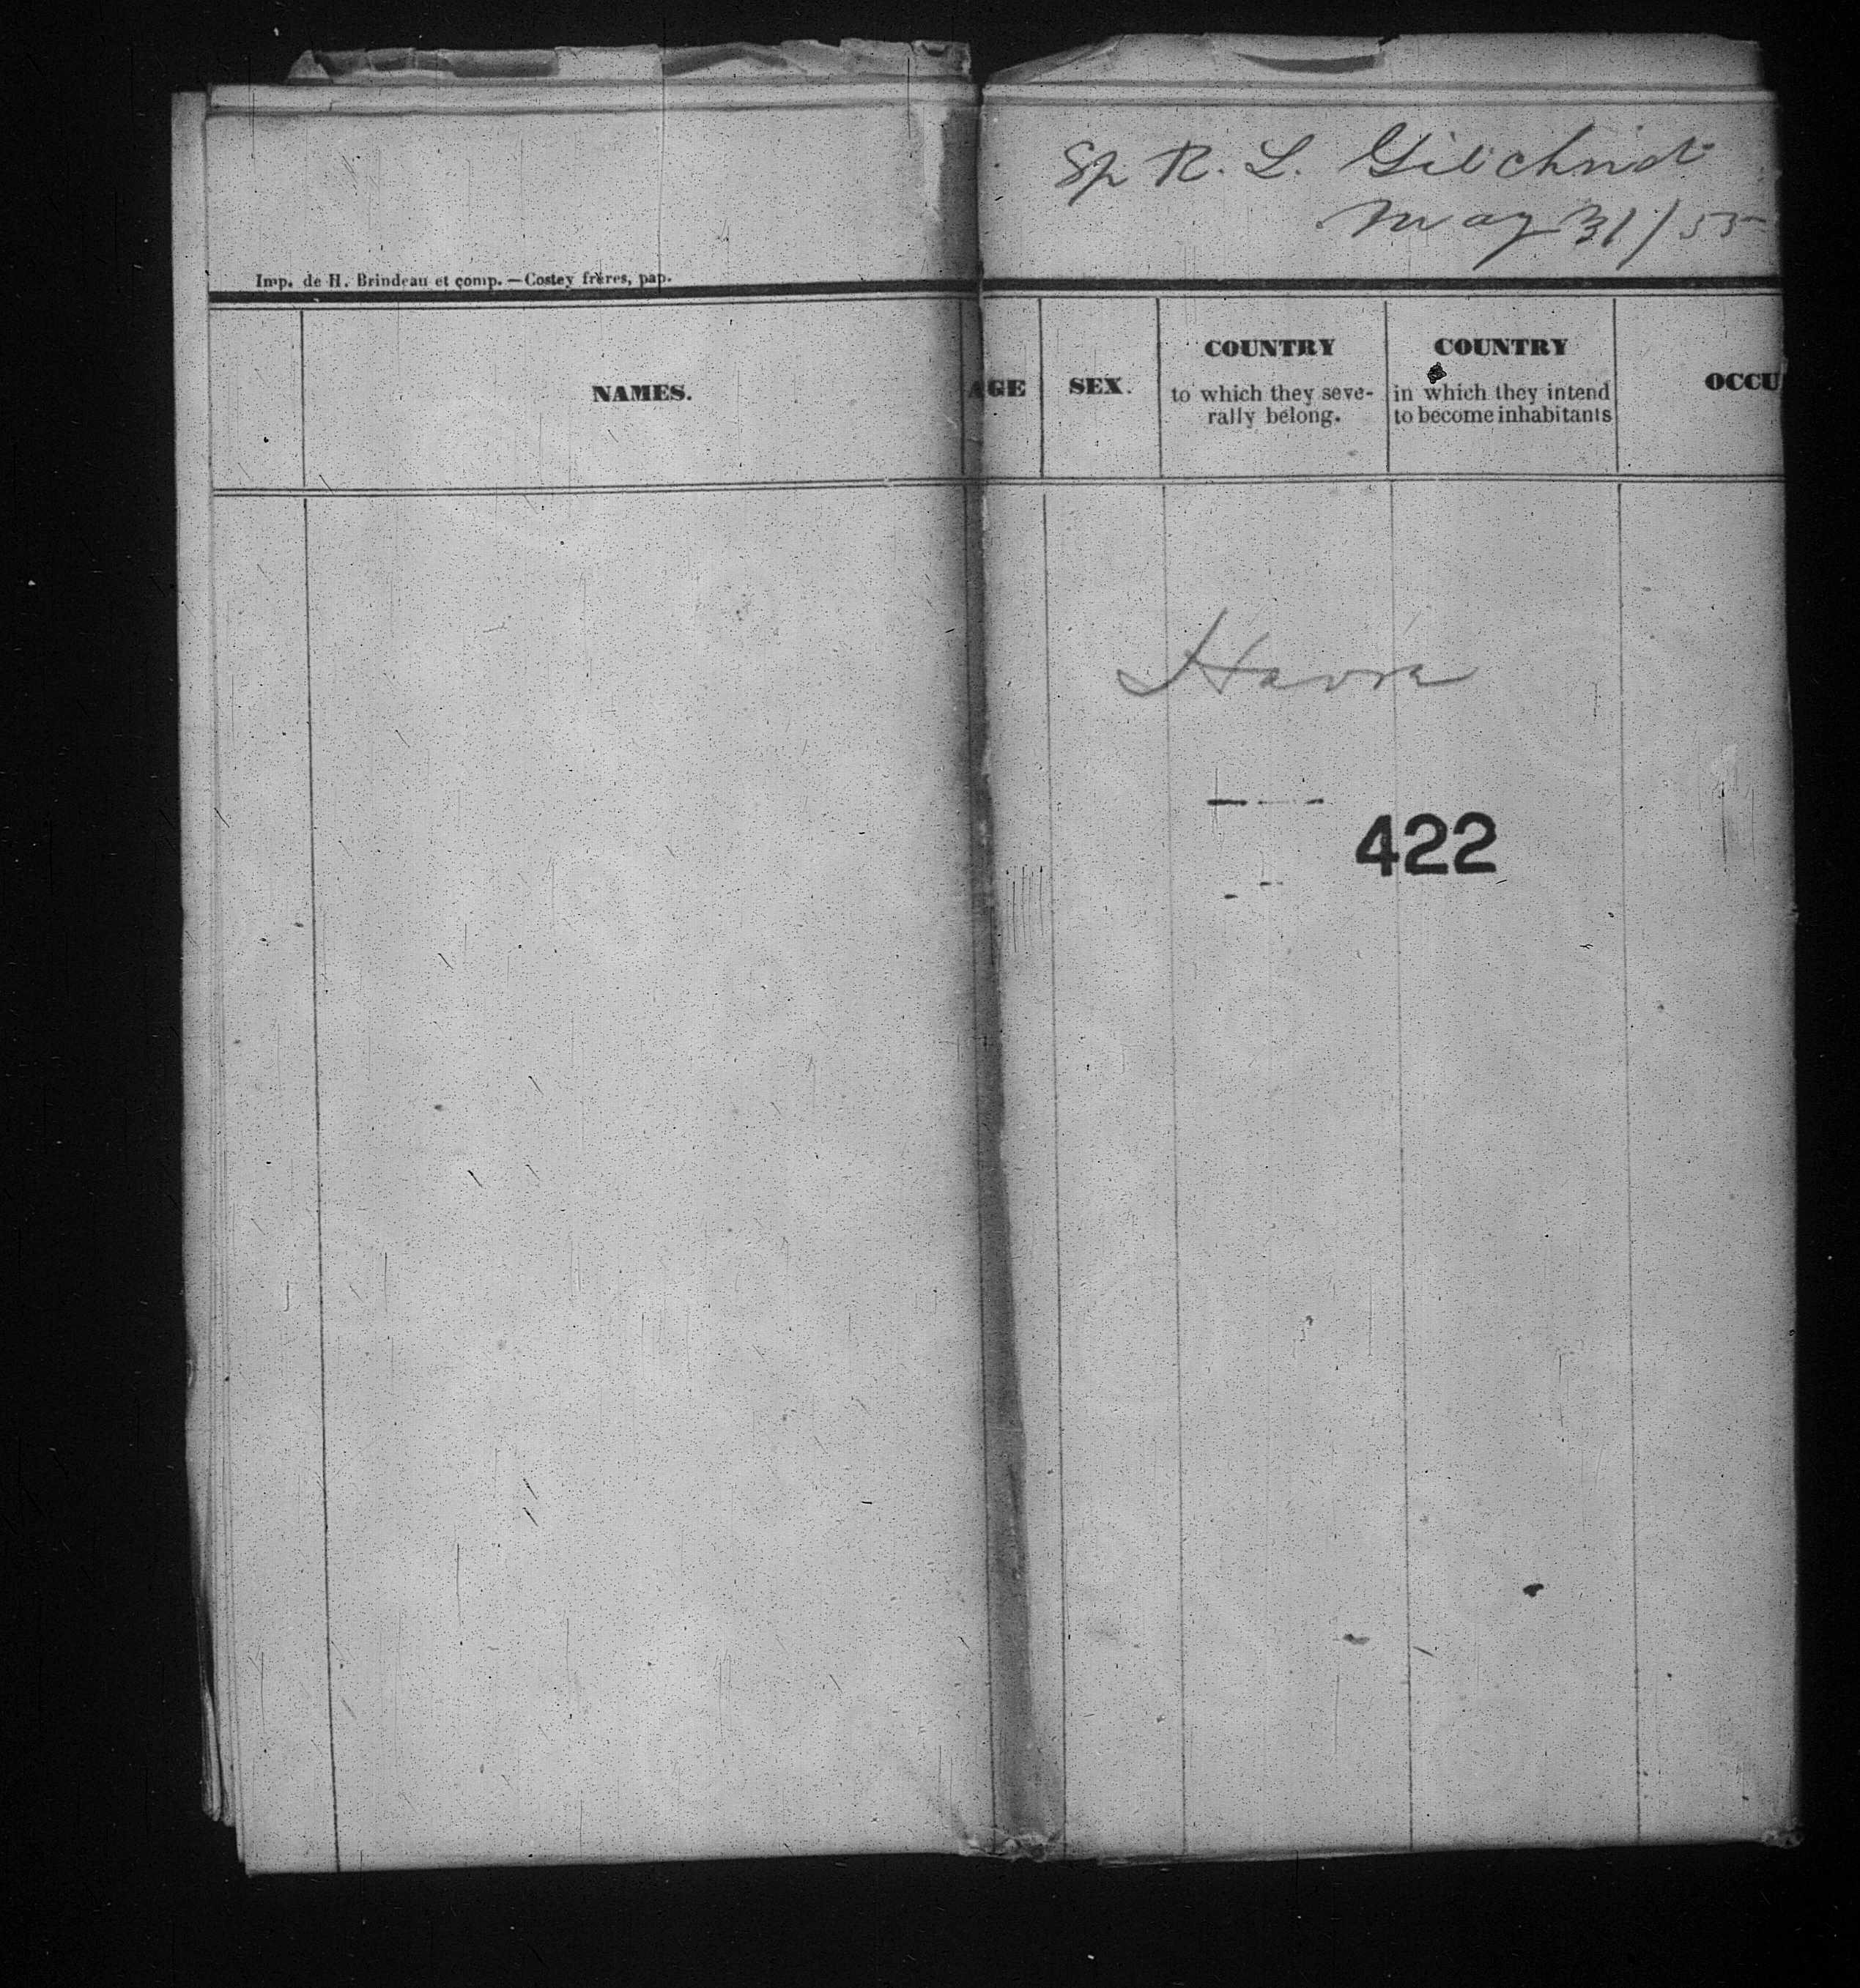 Sp R. L. Gilchrist
May 31/55
Imp. de H. Brindeau et comp. — Costey frères, pap.
NAMES.
AGE
SEX.
COUNTRY
to which they seve-
rally belong.
COUNTRY
in which they intend
to become inhabitants
OCCU
Havre
422